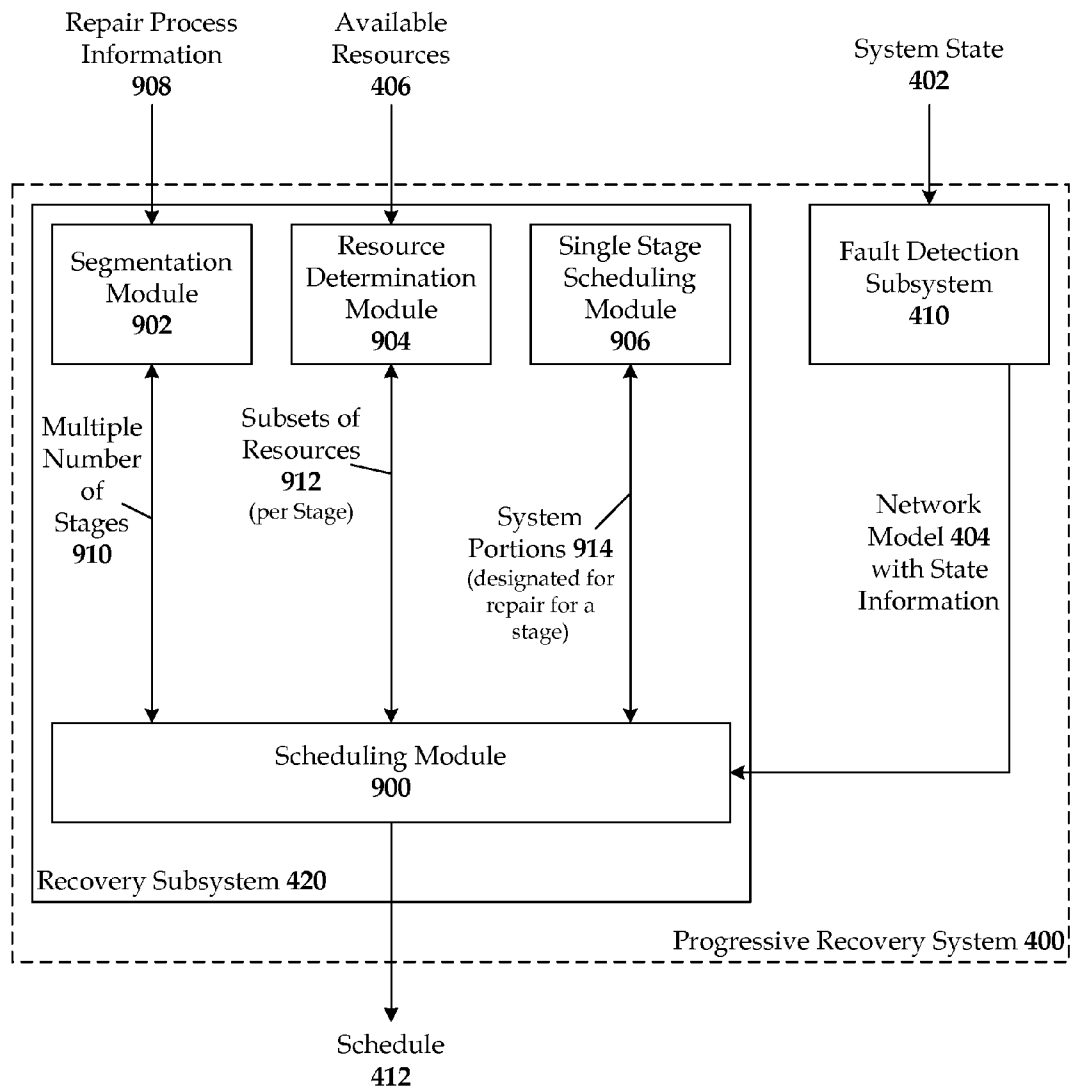 Repair Process
Information
908
Available
Resources
406
System State
402
Segmentation
Module
902
Resource
Determination
Module
904
Single Stage
Scheduling
Module
906
Fault Detection
Subsystem
410
Multiple
Number
of
Stages
910
Subsets of
Resources
912
(per Stage)
System
Portions 914
(designated for
repair for a
stage)
Network
Model 404
with State
Information
Scheduling Module
900
Recovery Subsystem 420
Progressive Recovery System 400
Schedule
412